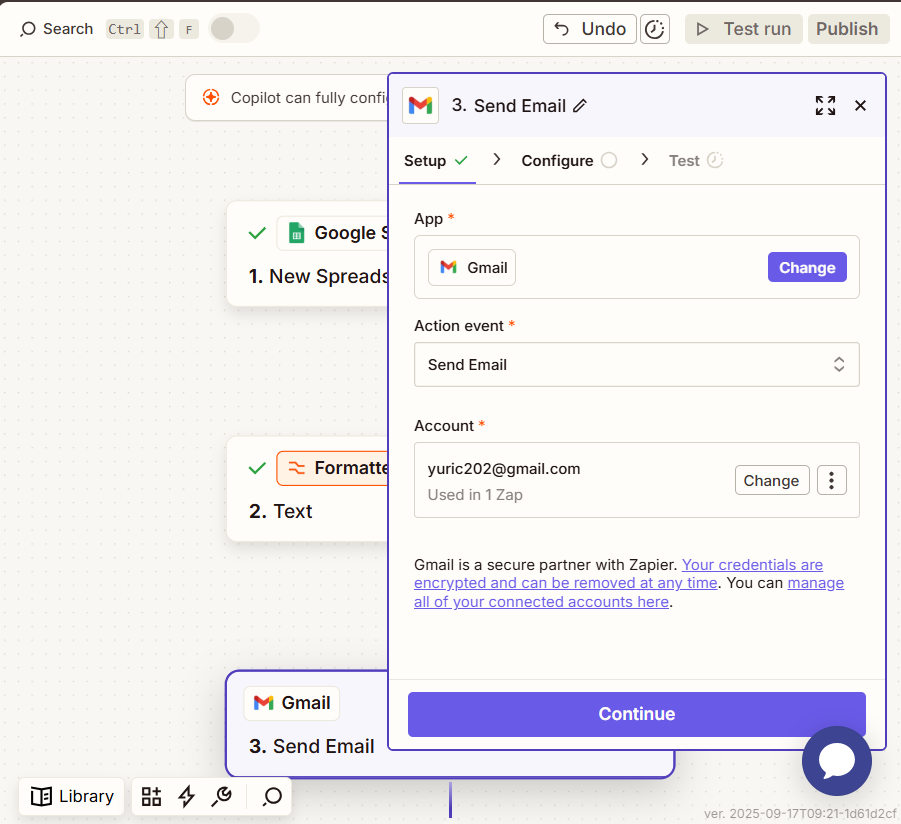 Search Ctrl F Undo Test run Publish
Copilot can fully confi
3. Send Email
Setup Configure Test
App *
Gmail Change
Action event *
Send Email
Account *
yuric202@gmail.com
Used in 1 Zap
Change
Gmail is a secure partner with Zapier. Your credentials are
encrypted and can be removed at any time. You can manage
all of your connected accounts here.
Continue
Google S
1. New Spreads
Formatte
2. Text
Gmail
3. Send Email
Library
ver. 2025-09-17T09:21-1d61d2cf